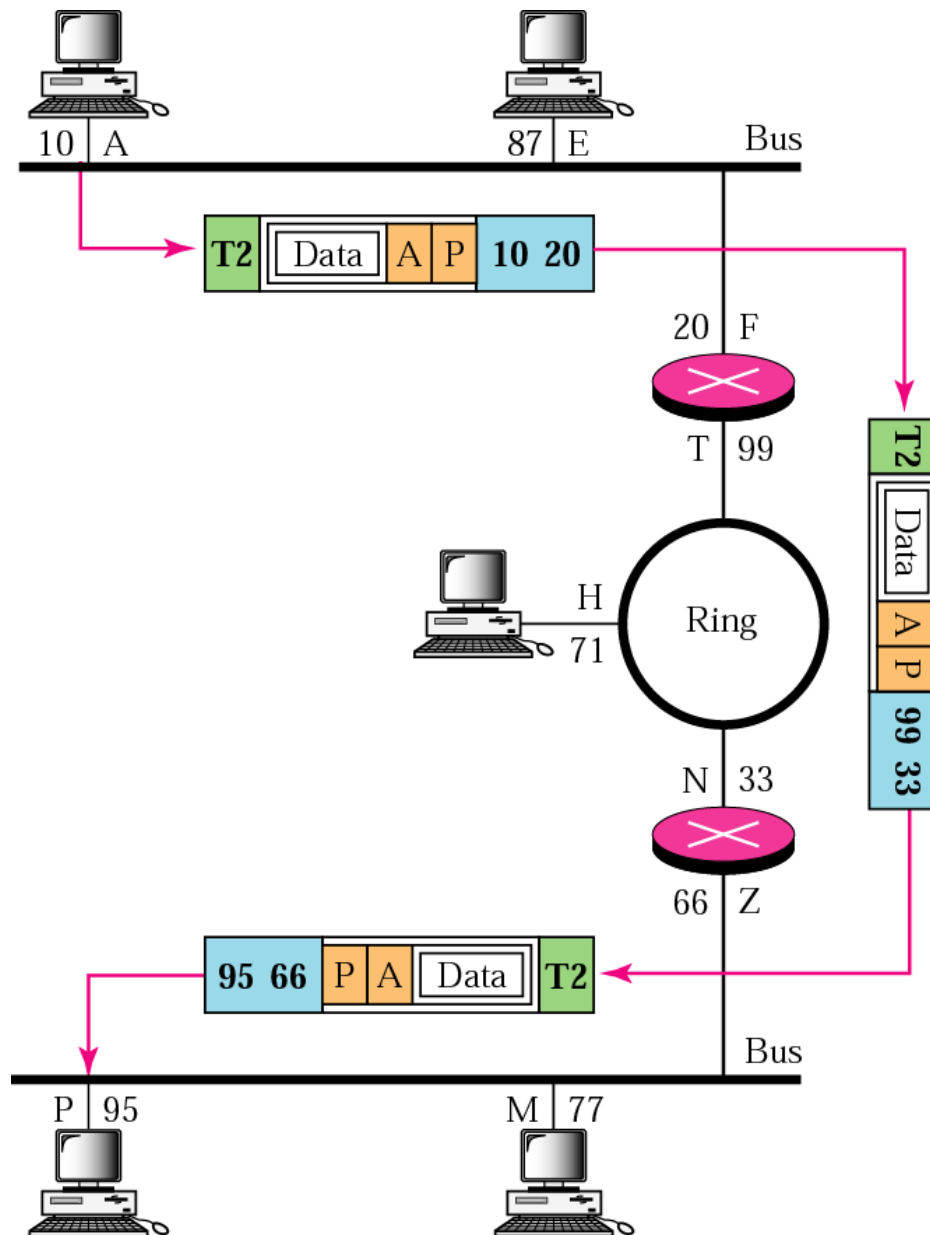 10 A
87 E
Bus
T2 Data A P 10 20
20 F
T 99
T2 Data A P 99 33
H
71
Ring
N 33
66 Z
95 66 P A Data T2
Bus
P 95
M 77